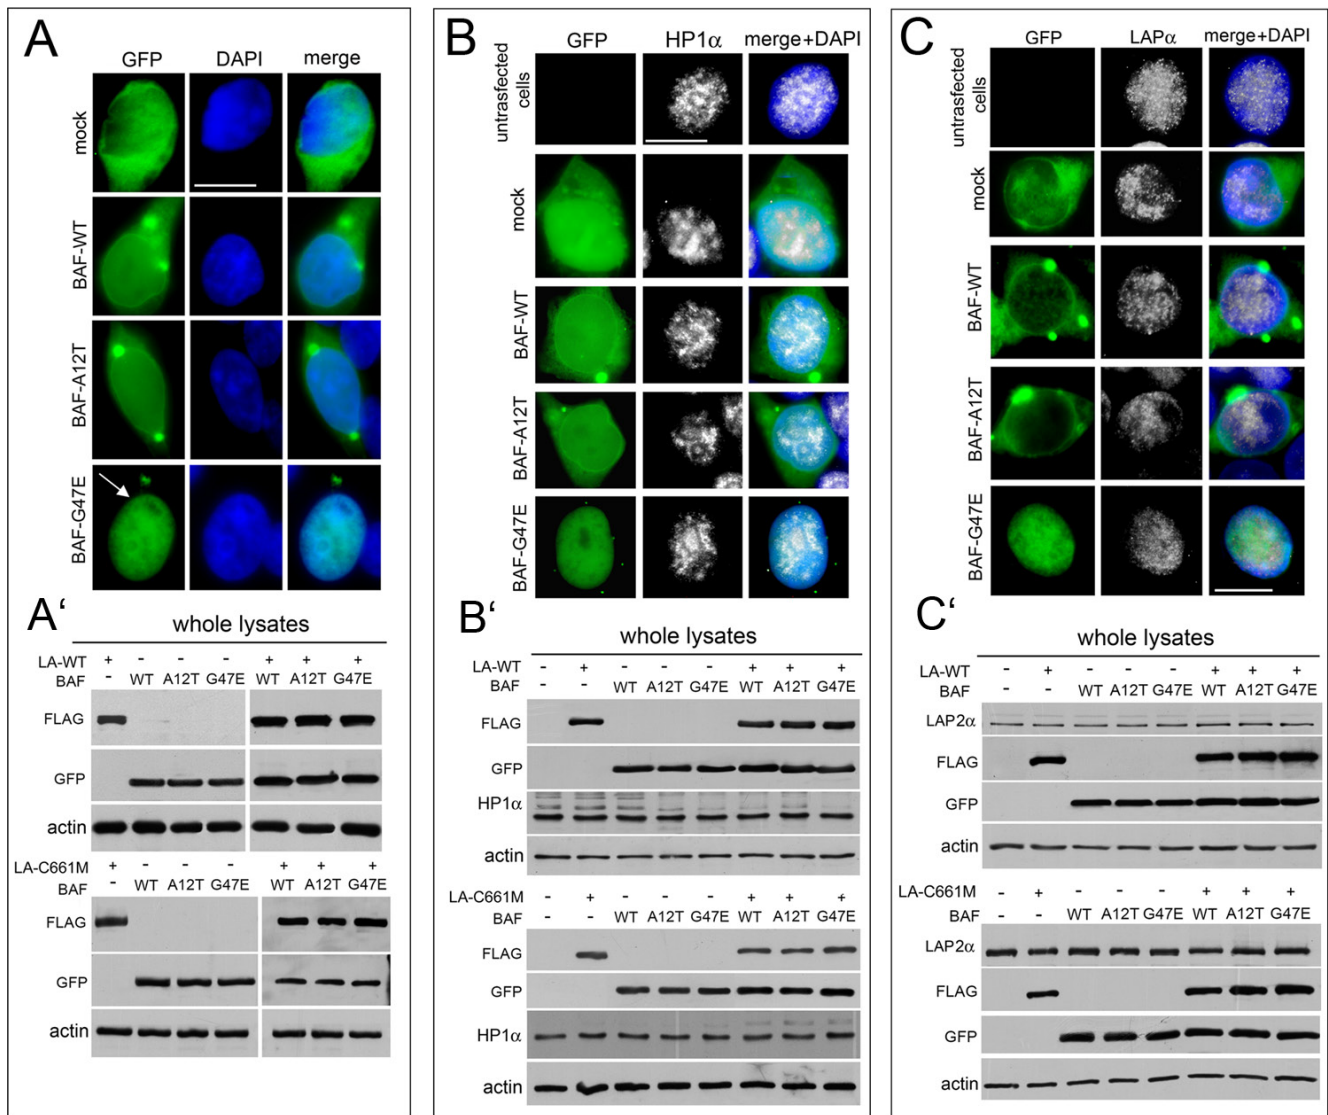 A
GFP DAPI merge
mock
BAF-WT
BAF-A12T
BAF-G47E
A'
whole lysates
LA-WT + - - - + + +
BAF - WT A12T G47E WT A12T G47E
FLAG
GFP
actin
LA-C661M + - - - + + +
BAF - WT A12T G47E WT A12T G47E
FLAG
GFP
actin
B
GFP HP1α merge+DAPI
untrasfected
cells
mock
BAF-WT
BAF-A12T
BAF-G47E
B'
whole lysates
LA-WT - + - - - + + +
BAF - - WT A12T G47E WT A12T G47E
FLAG
GFP
HP1α
actin
LA-C661M - + - - - + + +
BAF - - WT A12T G47E WT A12T G47E
FLAG
GFP
HP1α
actin
C
GFP LAPα merge+DAPI
untrasfected
cells
mock
BAF-WT
BAF-A12T
BAF-G47E
C'
whole lysates
LA-WT - + - - - + + +
BAF - - WT A12T G47E WT A12T G47E
LAP2α
FLAG
GFP
actin
LA-C661M - + - - - + + +
BAF - - WT A12T G47E WT A12T G47E
LAP2α
FLAG
GFP
actin